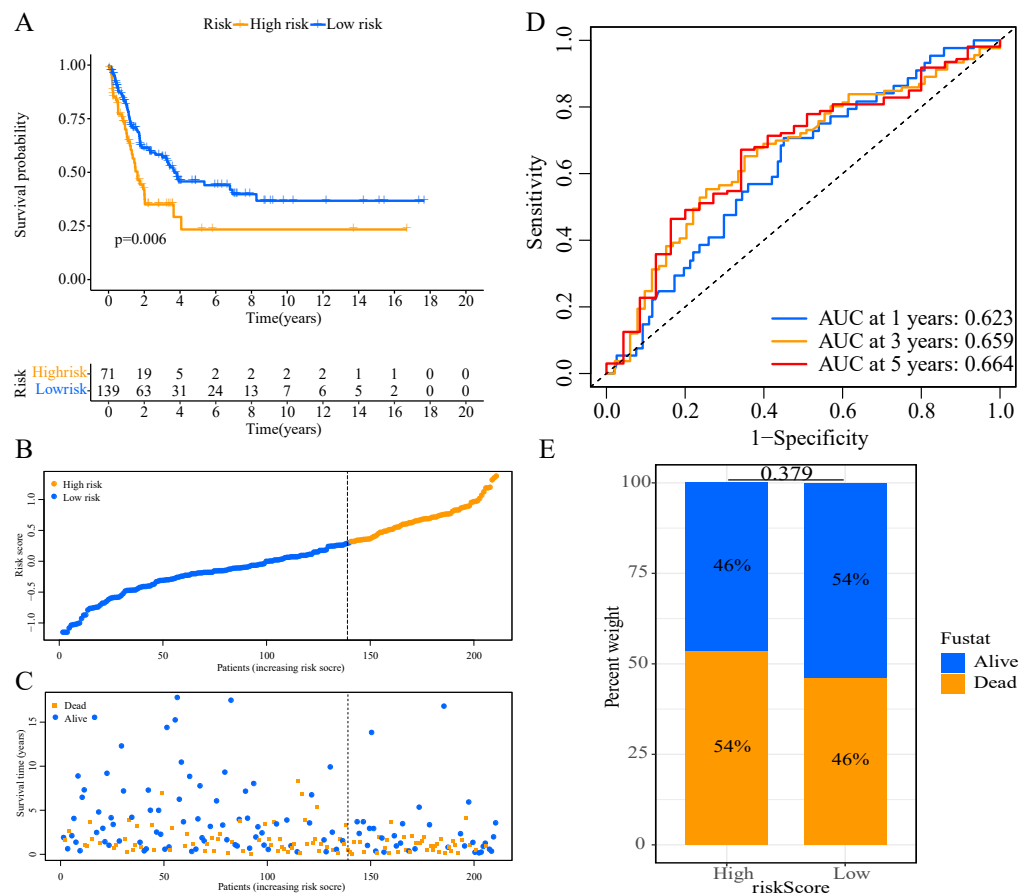 A
Risk High risk Low risk
Survival probability
1.00
0.75
0.50
0.25
0.00
p=0.006
0 2 4 6 8 10 12 14 16 18 20
Time(years)
Risk
Highrisk 71 19 5 2 2 2 2 1 1 0 0
Lowrisk 139 63 31 24 13 7 6 5 2 0 0
0 2 4 6 8 10 12 14 16 18 20
Time(years)
B
High risk
Low risk
Risk score
1.0
0.5
0.0
−0.5
−1.0
0 50 100 150 200
Patients (increasing risk socre)
C
Dead
Alive
Survival time (years)
15
10
5
0
0 50 100 150 200
Patients (increasing risk socre)
D
Sensitivity
1.0
0.8
0.6
0.4
0.2
0.0
AUC at 1 years: 0.623
AUC at 3 years: 0.659
AUC at 5 years: 0.664
0.0 0.2 0.4 0.6 0.8 1.0
1−Specificity
E
Percent weight
100
75
50
25
0
0.379
46%
54%
54%
46%
High Low
riskScore
Fustat
Alive
Dead